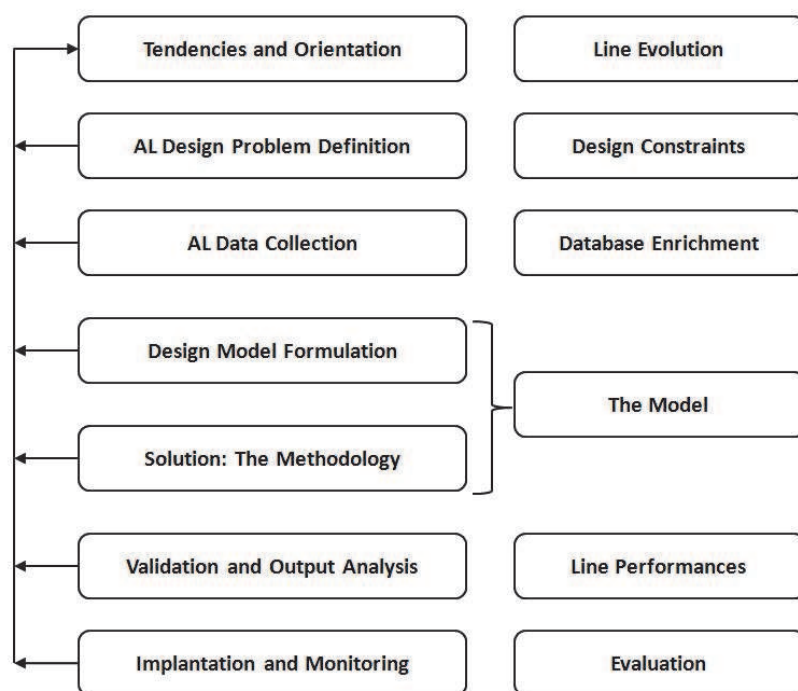 Tendencies and Orientation
Line Evolution
AL Design Problem Definition
Design Constraints
AL Data Collection
Database Enrichment
Design Model Formulation
The Model
Solution: The Methodology
Validation and Output Analysis
Line Performances
Implantation and Monitoring
Evaluation